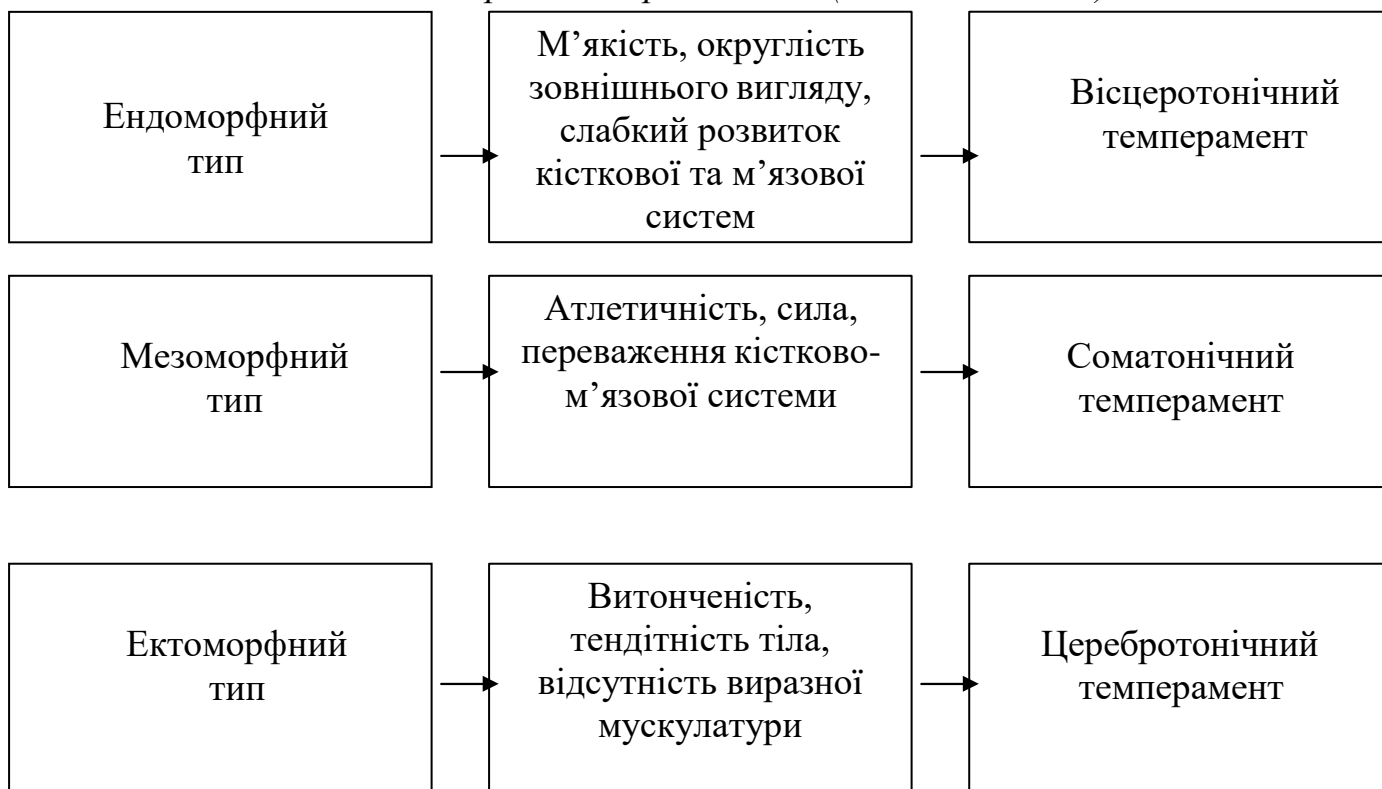 Ендоморфний
тип
М’якість, округлість
зовнішнього вигляду,
слабкий розвиток
кісткової та м’язової
систем
Вісцеротонічний
темперамент
Мезоморфний
тип
Атлетичність, сила,
переваження кістково-
м’язової системи
Соматонічний
темперамент
Ектоморфний
тип
Витонченість,
тендітність тіла,
відсутність виразної
мускулатури
Церебротонічний
темперамент